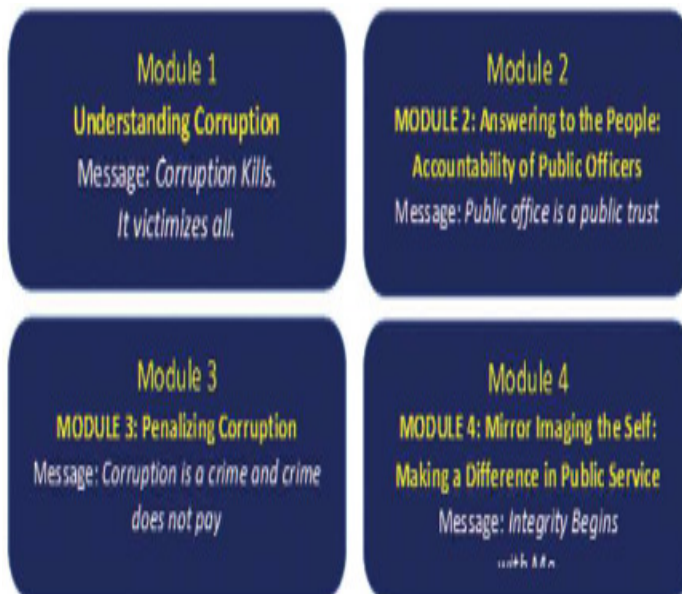 Module 1
Understanding Corruption
Message: Corruption Kills.
It victimizes all.
Module 2
MODULE 2: Answering to the People:
Accountability of Public Officers
Message: Public office is a public trust
Module 3
MODULE 3: Penalizing Corruption
Message: Corruption is a crime and crime
does not pay
Module 4
MODULE 4: Mirror Imaging the Self:
Making a Difference in Public Service
Message: Integrity Begins
with Me